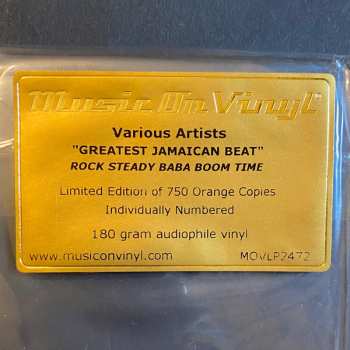 Music On Vinyl
Various Artists
"GREATEST JAMAICAN BEAT"
ROCK STEADY BABA BOOM TIME
Limited Edition of 750 Orange Copies
Individually Numbered
180 gram audiophile vinyl
www.musiconvinyl.com MOVLP2472